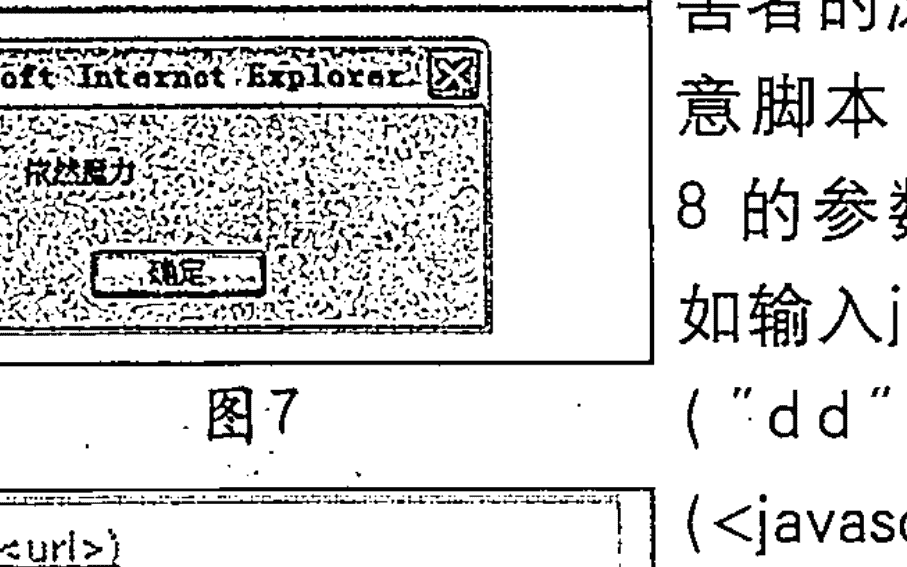 oft Internet Explorer
依然魔力
确定
图7
<url>)
害者的
意脚本
8 的参数
如输入j
("dd"
(<javasc